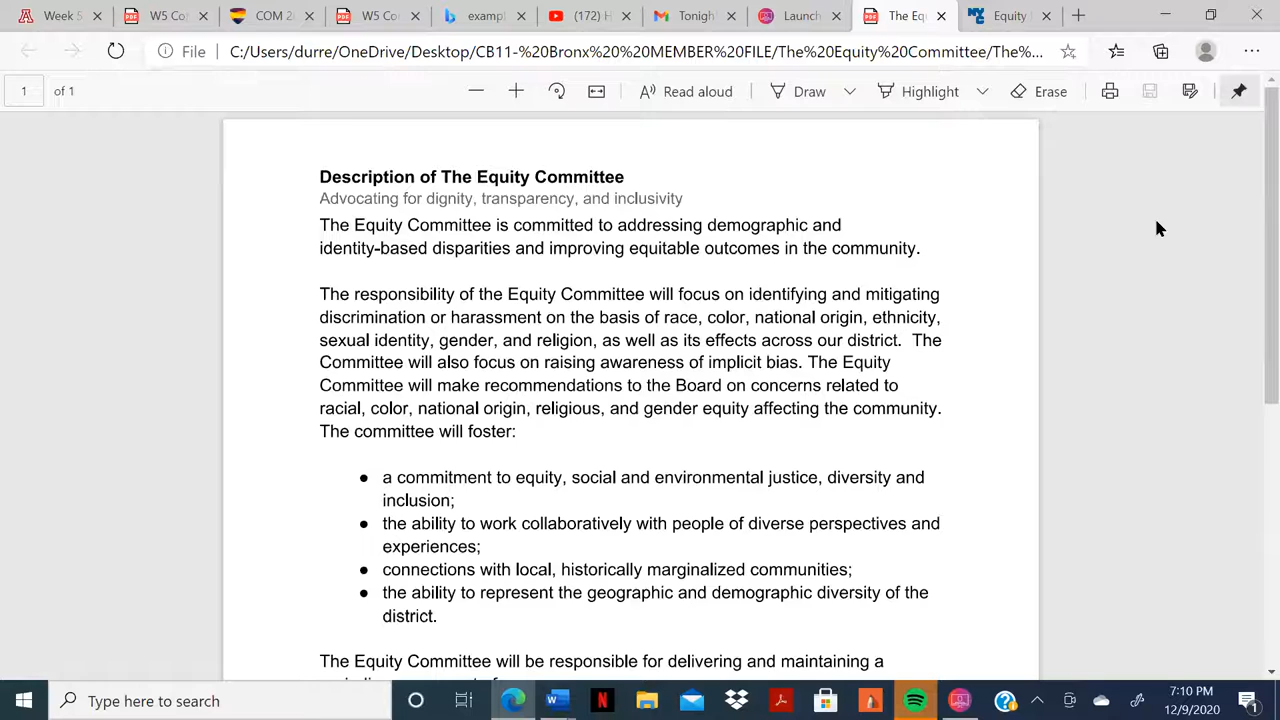 Week 5
W5 Co
COM 2
W5 Co
exampl
(172) H
Tonigh
Launch
The Eq
Equity
File
C:/Users/durre/OneDrive/Desktop/CB11-%20Bronx%20%20MEMBER%20FILE/The%20Equity%20Committee/The%...
1 of 1
Read aloud
Draw
Highlight
Erase
Description of The Equity Committee
Advocating for dignity, transparency, and inclusivity
The Equity Committee is committed to addressing demographic and
identity-based disparities and improving equitable outcomes in the community.
The responsibility of the Equity Committee will focus on identifying and mitigating
discrimination or harassment on the basis of race, color, national origin, ethnicity,
sexual identity, gender, and religion, as well as its effects across our district. The
Committee will also focus on raising awareness of implicit bias. The Equity
Committee will make recommendations to the Board on concerns related to
racial, color, national origin, religious, and gender equity affecting the community.
The committee will foster:
● a commitment to equity, social and environmental justice, diversity and
inclusion;
● the ability to work collaboratively with people of diverse perspectives and
experiences;
● connections with local, historically marginalized communities;
● the ability to represent the geographic and demographic diversity of the
district.
The Equity Committee will be responsible for delivering and maintaining a
Type here to search
7:10 PM
12/9/2020